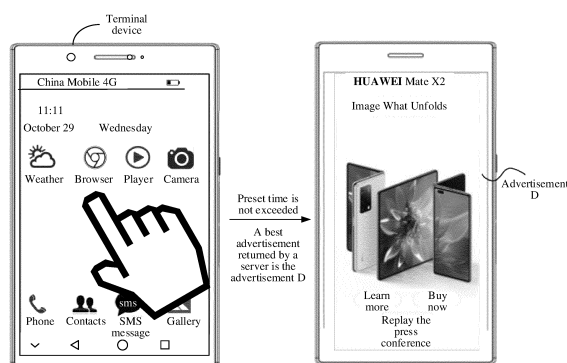 Terminal
device
China Mobile 4G
11:11
October 29 Wednesday
Weather Browser Player Camera
sms
Phone Contacts SMS Gallery
message
Preset time is
not exceeded
A best
advertisement
returned by a
server is the
advertisement D
HUAWEI Mate X2
Image What Unfolds
Advertisement
D
Learn
more
Buy
now
Replay the
press
conference